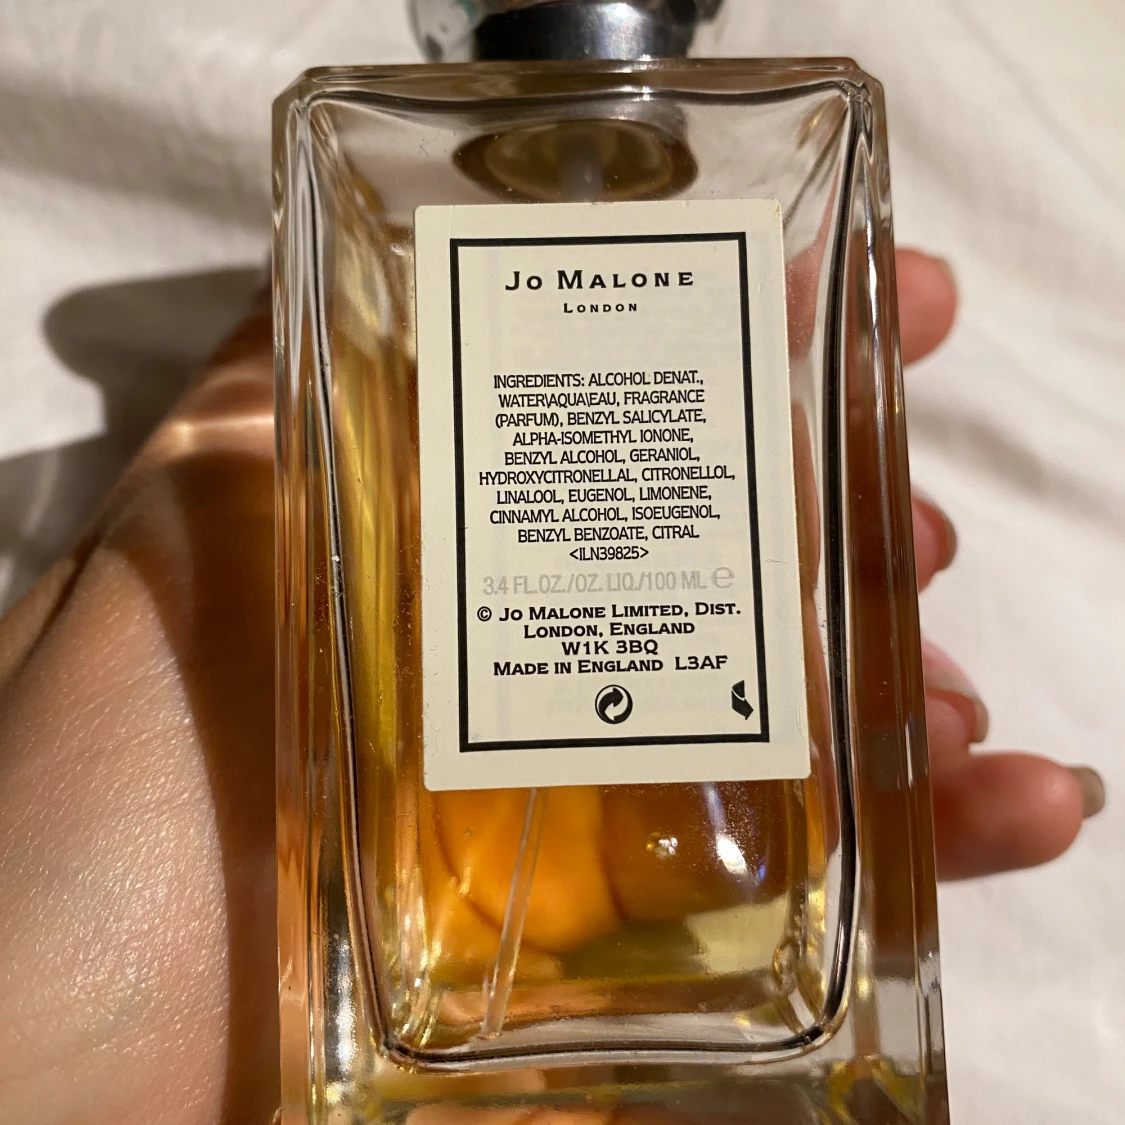 JO MALONE
LONDON
INGREDIENTS: ALCOHOL DENAT.,
WATER\AQUA\EAU, FRAGRANCE
(PARFUM), BENZYL SALICYLATE,
ALPHA-ISOMETHYL IONONE,
BENZYL ALCOHOL, GERANIOL,
HYDROXYCITRONELLAL, CITRONELLOL,
LINALOOL, EUGENOL, LIMONENE,
CINNAMYL ALCOHOL, ISOEUGENOL,
BENZYL BENZOATE, CITRAL
<ILN39825>
3.4 FL.OZ./OZ. LIQ./100 ML ℮
© JO MALONE LIMITED, DIST.
LONDON, ENGLAND
W1K 3BQ
MADE IN ENGLAND L3AF